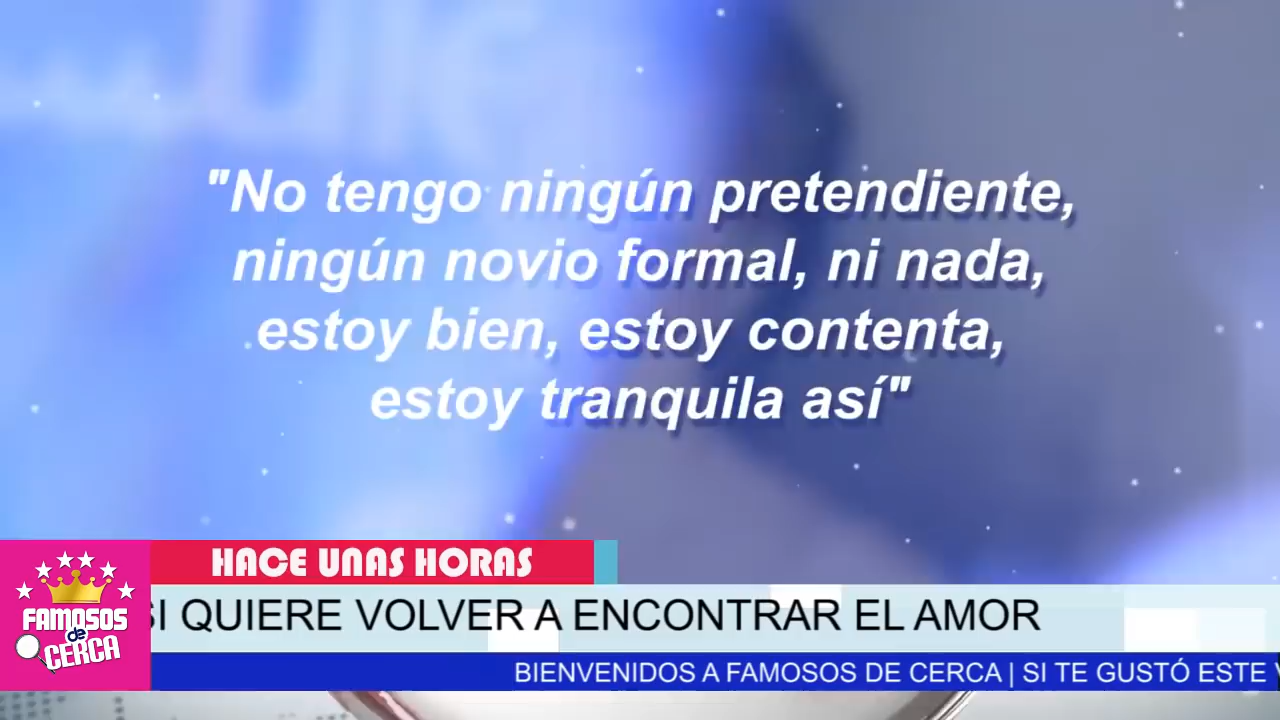 "No tengo ningún pretendiente,
ningún novio formal, ni nada,
estoy bien, estoy contenta,
estoy tranquila así"
HACE UNAS HORAS
SI QUIERE VOLVER A ENCONTRAR EL AMOR
FAMOSOS
de
CERCA
BIENVENIDOS A FAMOSOS DE CERCA | SI TE GUSTÓ ESTE